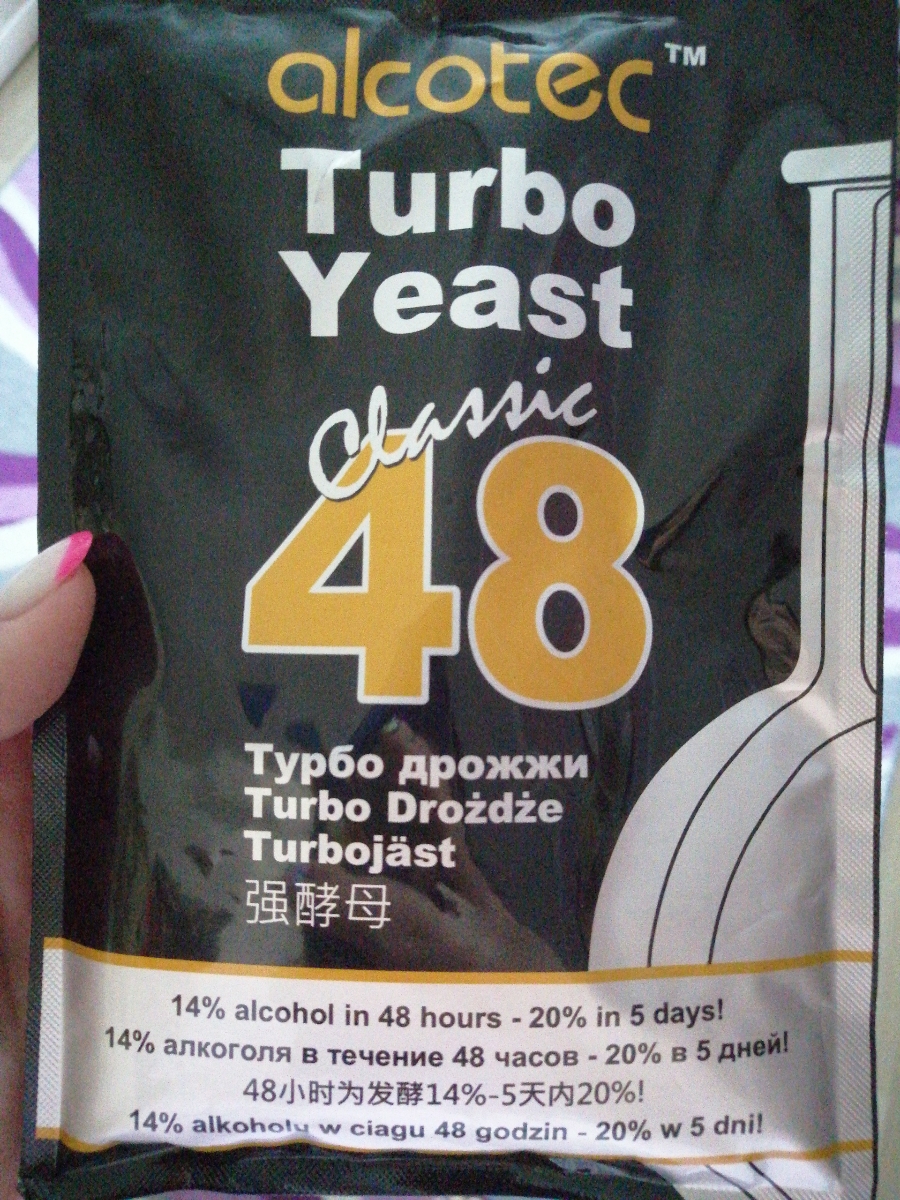 alcotec™
Turbo
Yeast
Classic
48
Турбо дрожжи
Turbo Drożdże
Turbojäst
强酵母
14% alcohol in 48 hours - 20% in 5 days!
14% алкоголя в течение 48 часов - 20% в 5 дней!
48小时为发酵14%-5天内20%!
14% alkoholu w ciagu 48 godzin - 20% w 5 dni!